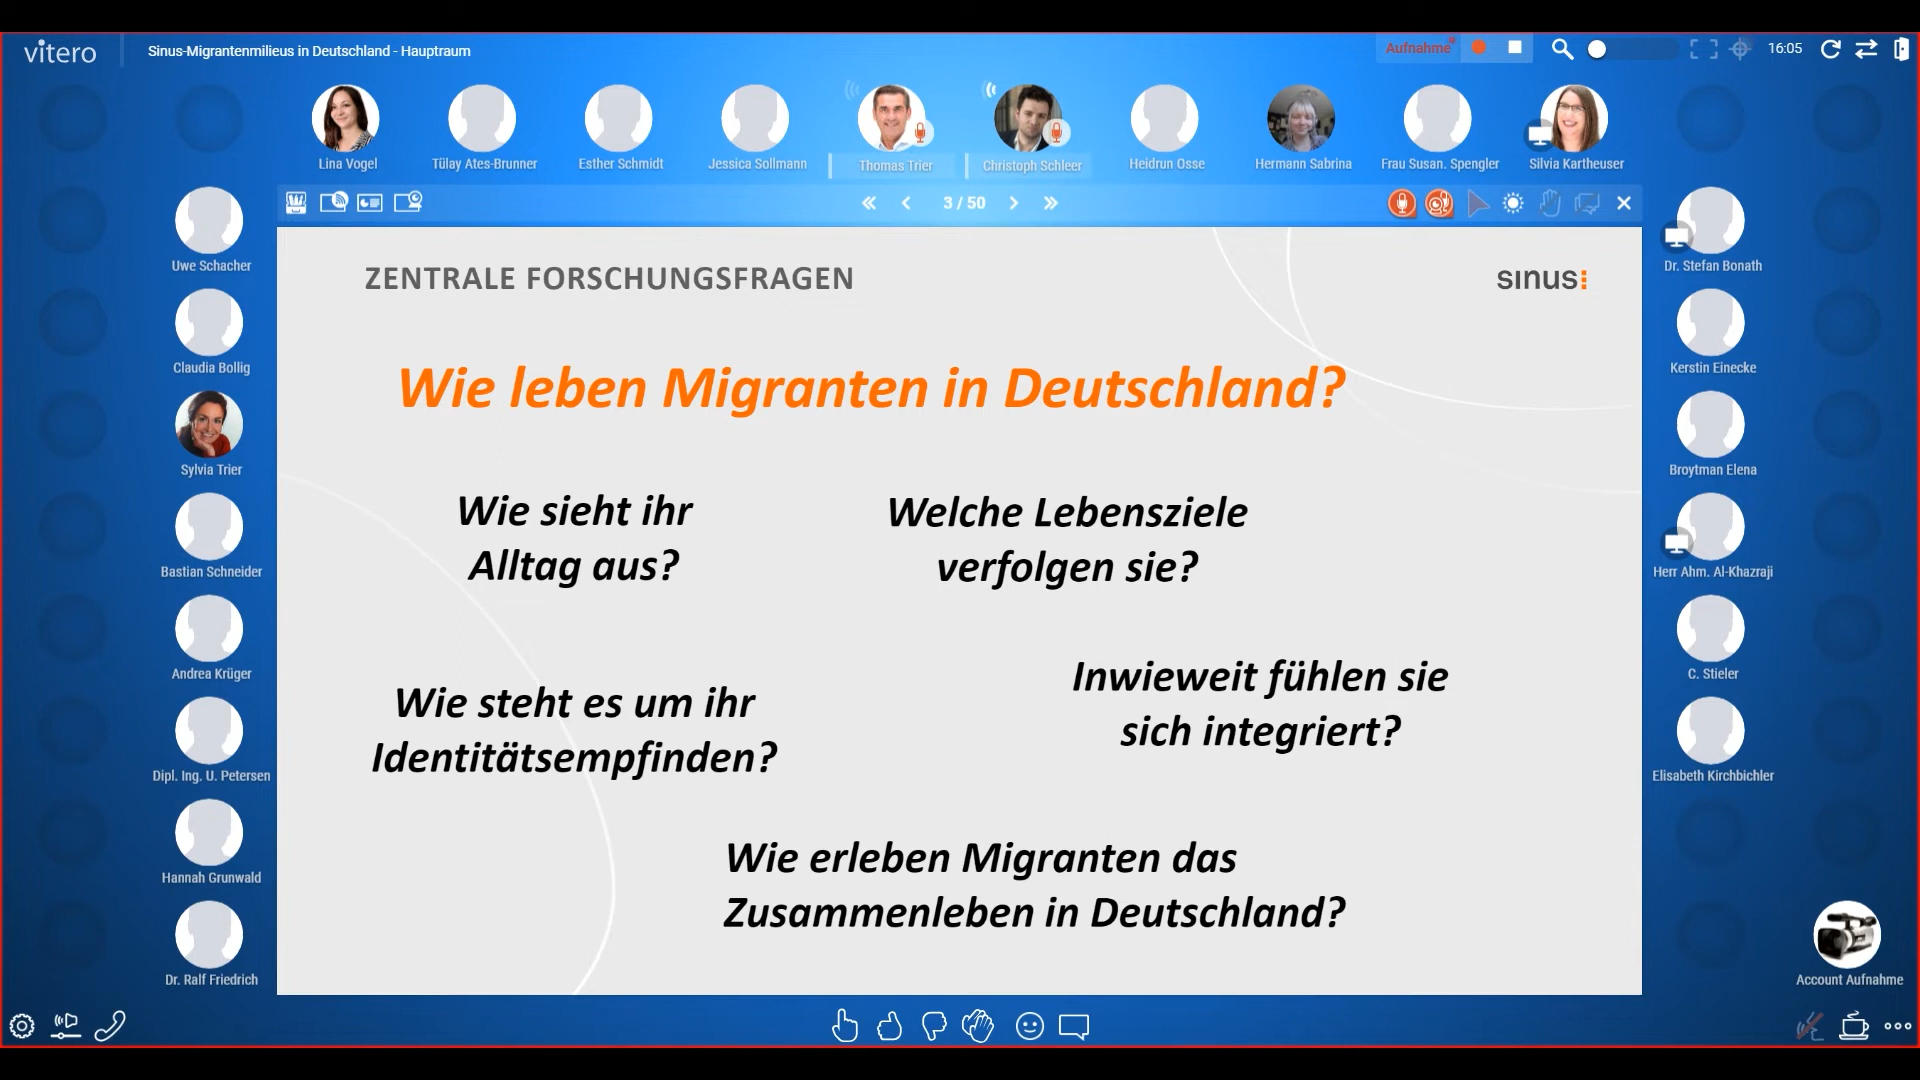 vitero
Sinus-Migrantenmilieus in Deutschland - Hauptraum
Aufnahme
16:05
Lina Vogel
Tülay Ates-Brunner
Esther Schmidt
Jessica Sollmann
Thomas Trier
Christoph Schleer
Heidrun Osse
Hermann Sabrina
Frau Susan. Spengler
Silvia Kartheuser
3 / 50
Uwe Schacher
Claudia Bollig
Sylvia Trier
Bastian Schneider
Andrea Krüger
Dipl. Ing. U. Petersen
Hannah Grunwald
Dr. Ralf Friedrich
ZENTRALE FORSCHUNGSFRAGEN
sinus:
Wie leben Migranten in Deutschland?
Wie sieht ihr
Alltag aus?
Welche Lebensziele
verfolgen sie?
Wie steht es um ihr
Identitätsempfinden?
Inwieweit fühlen sie
sich integriert?
Wie erleben Migranten das
Zusammenleben in Deutschland?
Dr. Stefan Bonath
Kerstin Einecke
Broytman Elena
Herr Ahm. Al-Khazraji
C. Stieler
Elisabeth Kirchbichler
Account Aufnahme